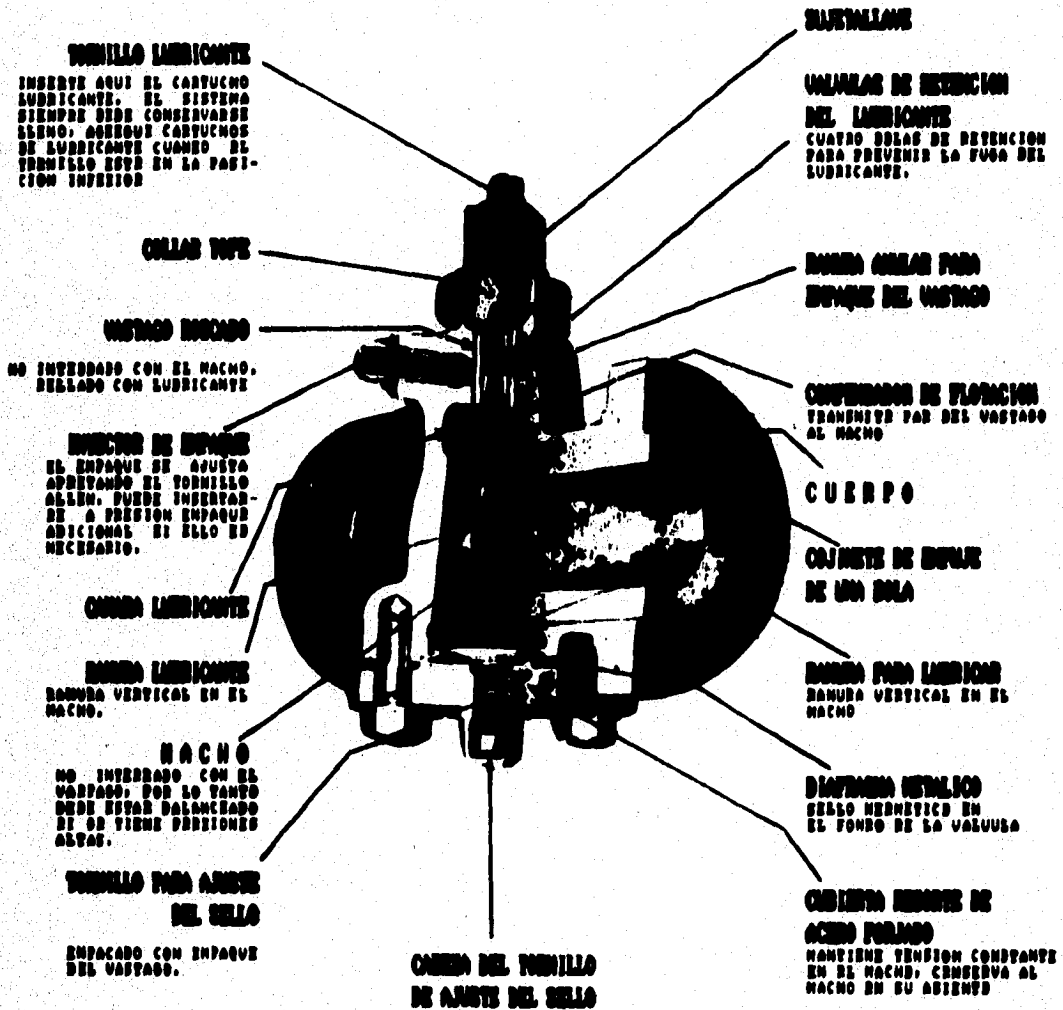 TORNILLO LUBRICANTE
INSERTE AQUI EL CARTUCHO
LUBRICANTE. EL SISTEMA
SIEMPRE DEBE CONSERVARSE
LLENO. AGREGUE CARTUCHOS
DE LUBRICANTE CUANDO EL
TORNILLO ESTE EN LA POSI-
CION INFERIOR
COLLAR TOPE
VASTAGO ROSCADO
NO INTEGRADO CON EL MACHO.
RELLADO CON LUBRICANTE
INYECTOR DE EMPAQUE
EL EMPAQUE SE AJUSTA
APRETANDO EL TORNILLO
ALLEN. PUEDE INSERTAR-
SE A PRESION EMPAQUE
ADICIONAL SI ELLO ES
NECESARIO.
CAMARA LUBRICANTE
RANURA LUBRICANTE
RANURA VERTICAL EN EL
MACHO.
MACHO
NO INTEGRADO CON EL
VASTAGO. POR LO TANTO
DEBE ESTAR BALANCEADO
SI SE TIENE PRESIONES
ALTAS.
TORNILLO PARA AJUSTE
DEL SELLO
EMPACADO CON EMPAQUE
DEL VASTAGO.
CABEZA DEL TORNILLO
DE AJUSTE DEL SELLO
SUJETALLAVE
VALVULAS DE RETENCION
DEL LUBRICANTE
CUATRO BOLAS DE RETENCION
PARA PREVENIR LA FUGA DEL
LUBRICANTE.
RANURA ANULAR PARA
EMPAQUE DEL VASTAGO
COMPENSADOR DE FLOTACION
TRANSMITE PAR DEL VASTAGO
AL MACHO
CUERPO
COJINETE DE EMPUJE
DE UNA BOLA
RANURA PARA LUBRICAR
RANURA VERTICAL EN EL
MACHO
DIAFRAGMA METALICO
SELLO HERMETICO EN
EL FONDO DE LA VALVULA
CUBIERTA RESORTE DE
ACERO FORJADO
MANTIENE TENSION CONSTANTE
EN EL MACHO. CONSERVA AL
MACHO EN SU ASIENTO